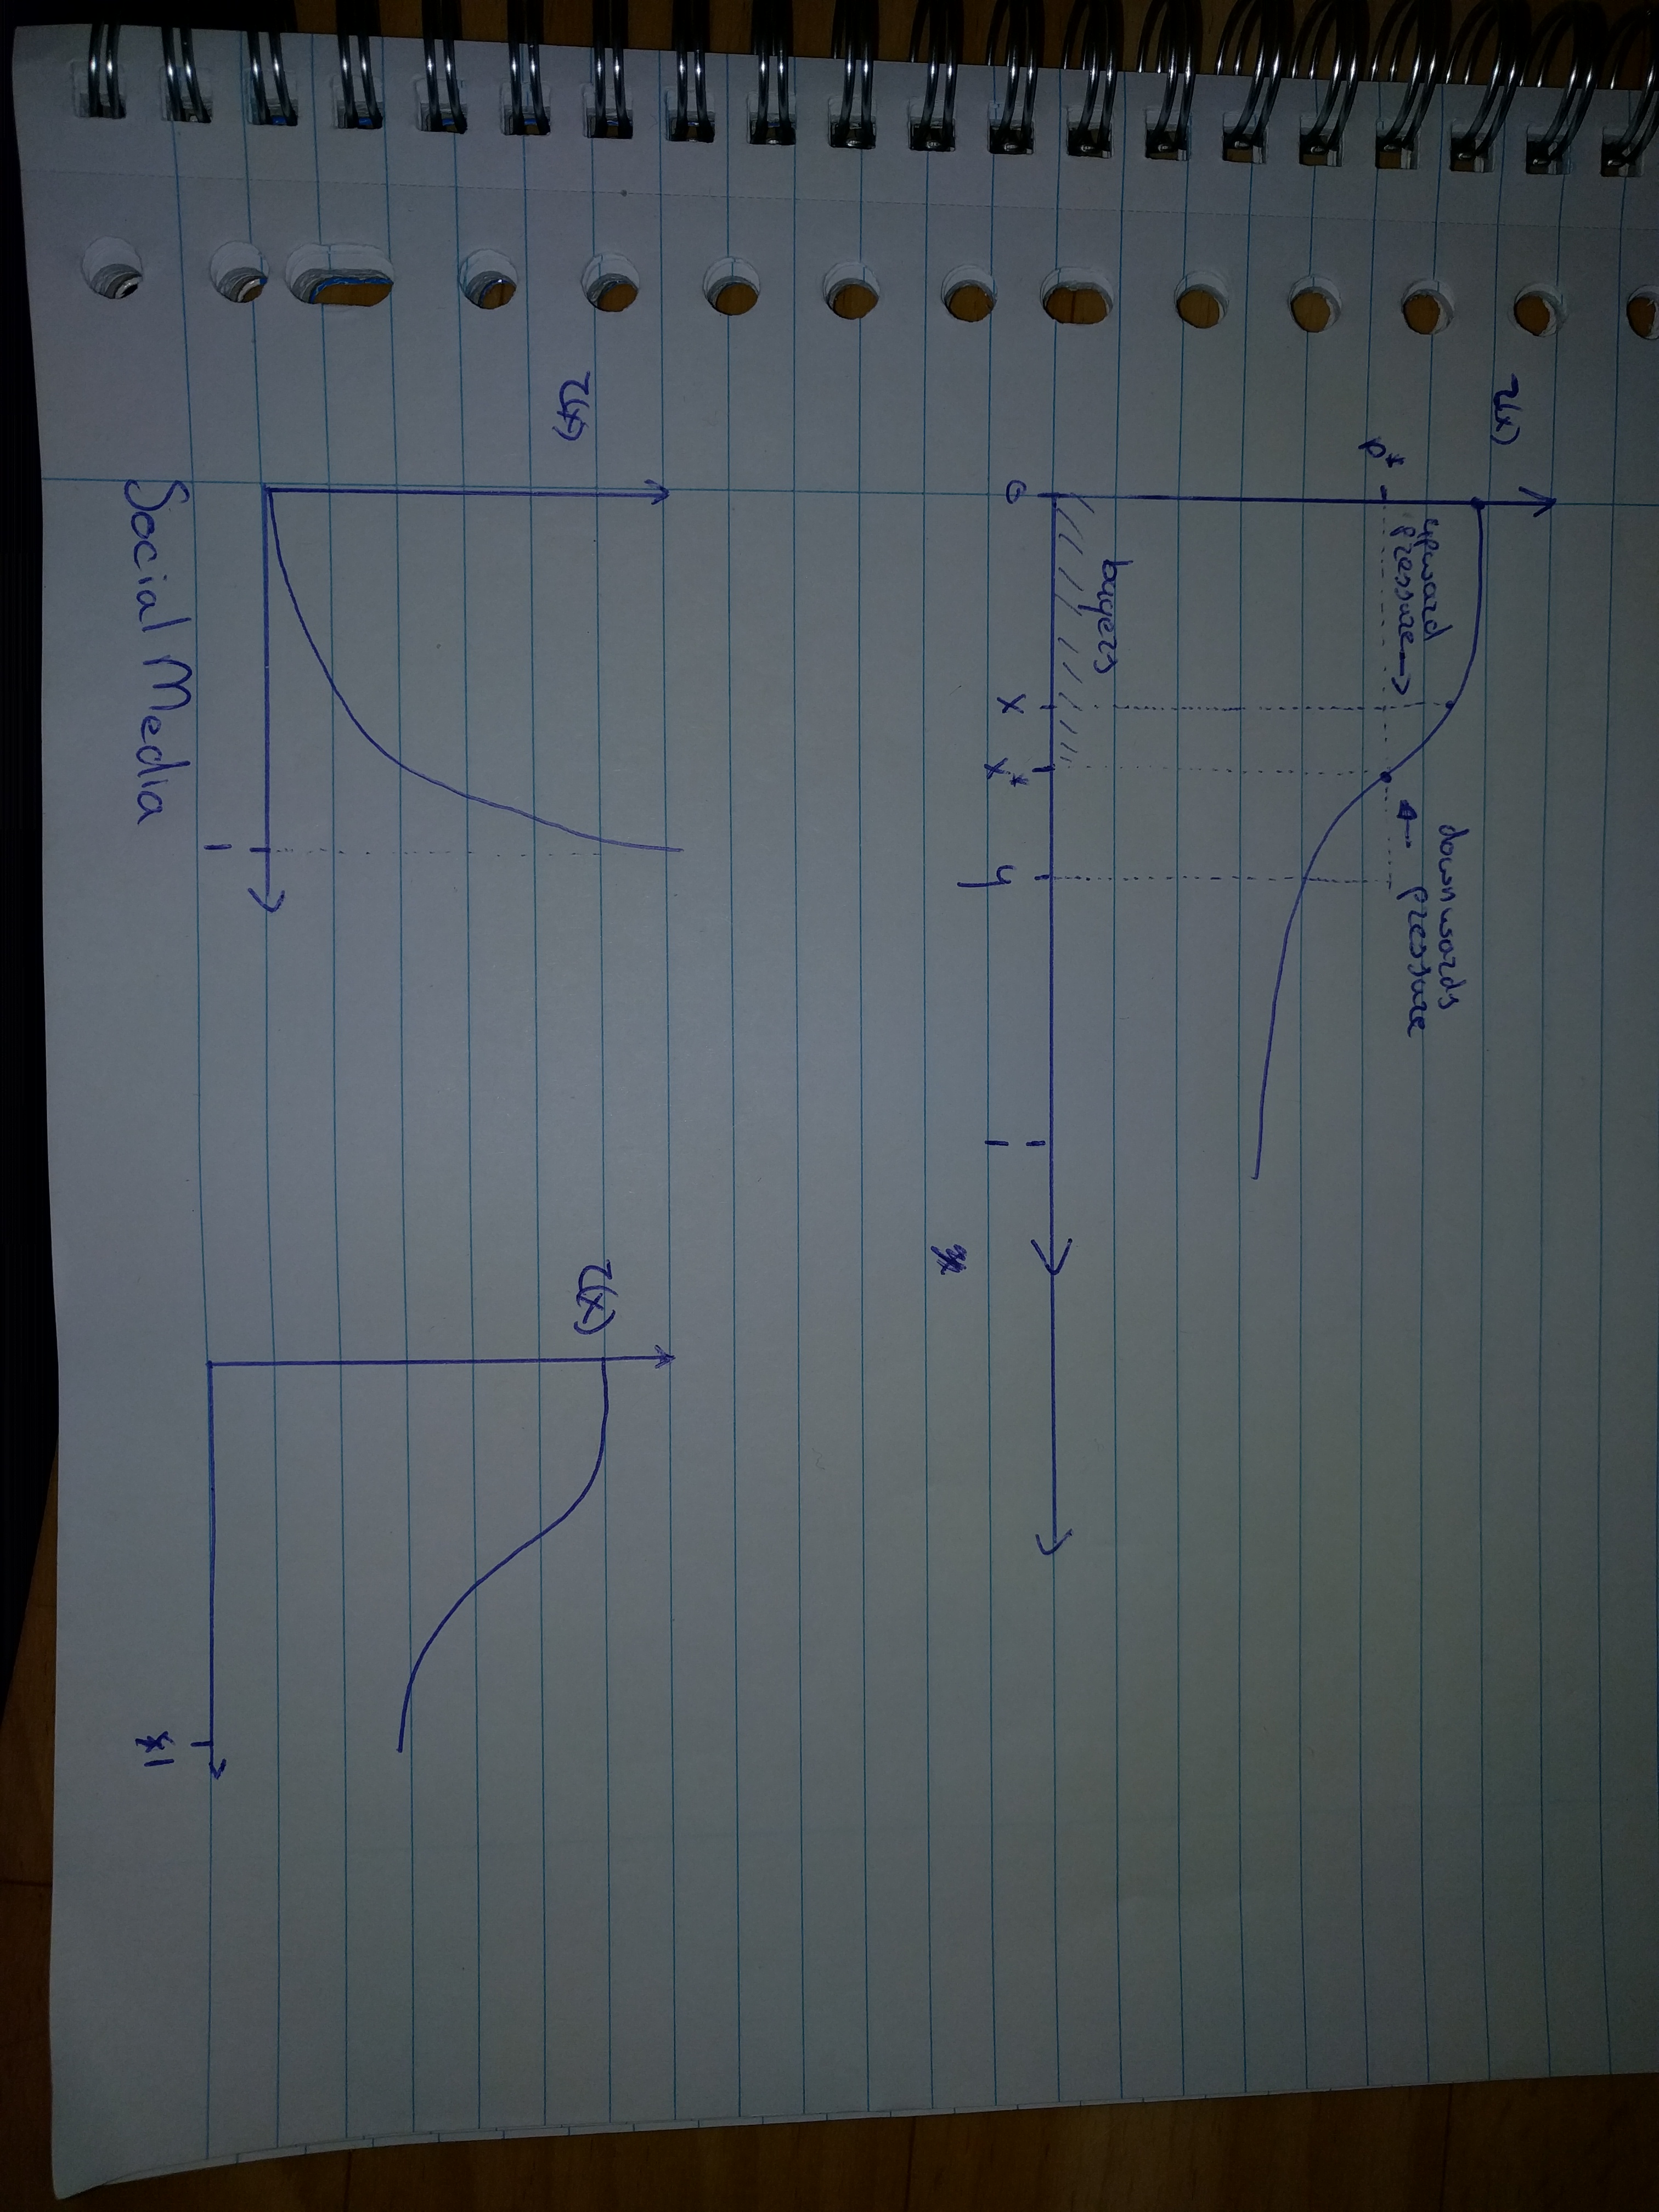 r(x)
p*
upward
pressure →
downwards
pressure
buyers
0
x
x*
y
1
r(x)
1
Social Media
r(x)
1